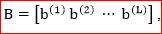 B = [b⁽¹⁾ b⁽²⁾ ⋯ b⁽ᴸ⁾],